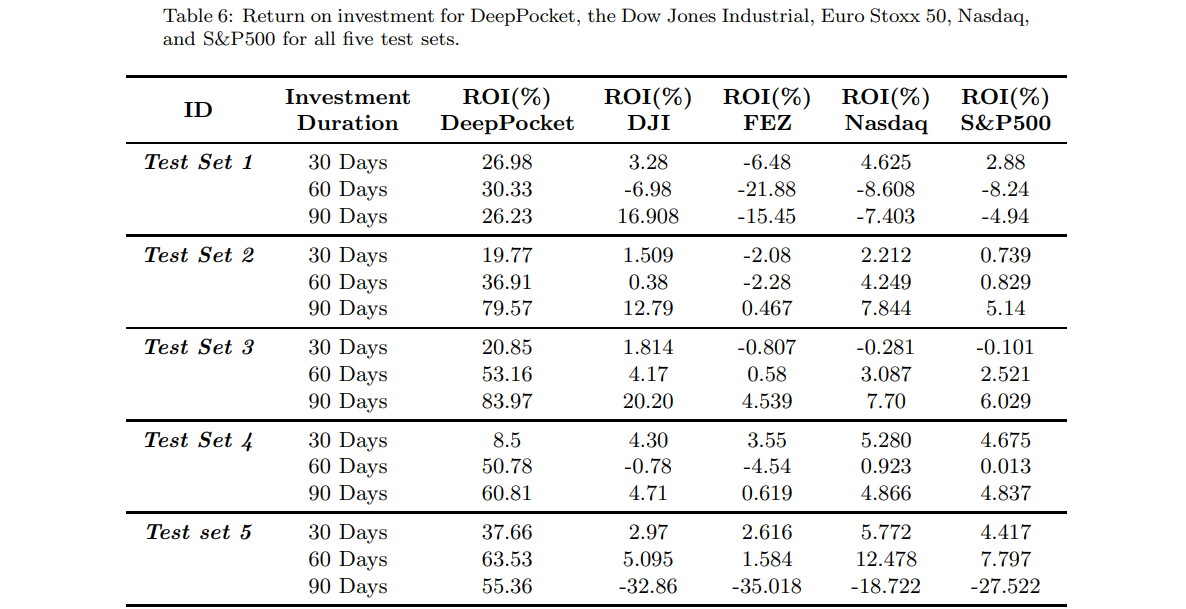 Table 6: Return on investment for DeepPocket, the Dow Jones Industrial, Euro Stoxx 50, Nasdaq,
and S&P500 for all five test sets.
ID Investment Duration ROI(%) DeepPocket ROI(%) DJI ROI(%) FEZ ROI(%) Nasdaq ROI(%) S&P500
Test Set 1 30 Days 26.98 3.28 -6.48 4.625 2.88
60 Days 30.33 -6.98 -21.88 -8.608 -8.24
90 Days 26.23 16.908 -15.45 -7.403 -4.94
Test Set 2 30 Days 19.77 1.509 -2.08 2.212 0.739
60 Days 36.91 0.38 -2.28 4.249 0.829
90 Days 79.57 12.79 0.467 7.844 5.14
Test Set 3 30 Days 20.85 1.814 -0.807 -0.281 -0.101
60 Days 53.16 4.17 0.58 3.087 2.521
90 Days 83.97 20.20 4.539 7.70 6.029
Test Set 4 30 Days 8.5 4.30 3.55 5.280 4.675
60 Days 50.78 -0.78 -4.54 0.923 0.013
90 Days 60.81 4.71 0.619 4.866 4.837
Test set 5 30 Days 37.66 2.97 2.616 5.772 4.417
60 Days 63.53 5.095 1.584 12.478 7.797
90 Days 55.36 -32.86 -35.018 -18.722 -27.522